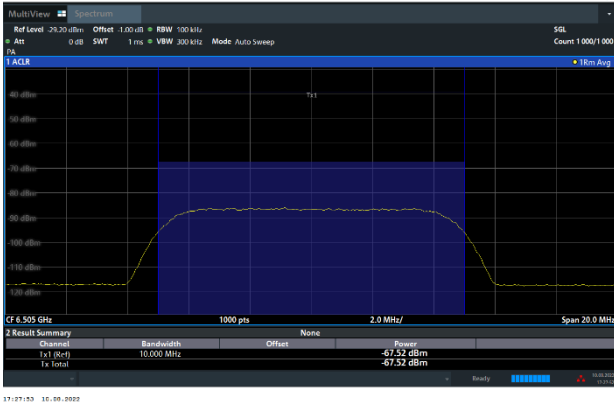 MultiView Spectrum
Ref Level -29.20 dBm Offset -1.00 dB RBW 100 kHz SGL
Att 0 dB SWT 1 ms VBW 300 kHz Mode Auto Sweep Count 1000/1000
PA
1 ACLR 1Rm Avg
-40 dBm
Tx1
-50 dBm
-60 dBm
-70 dBm
-80 dBm
-90 dBm
-100 dBm
-110 dBm
-120 dBm
CF 6.505 GHz 1000 pts 2.0 MHz/ Span 20.0 MHz
2 Result Summary None
Channel Bandwidth Offset Power
Tx1 (Ref) 10.000 MHz -67.52 dBm
Tx Total -67.52 dBm
Ready
17:27:53 10.08.2022